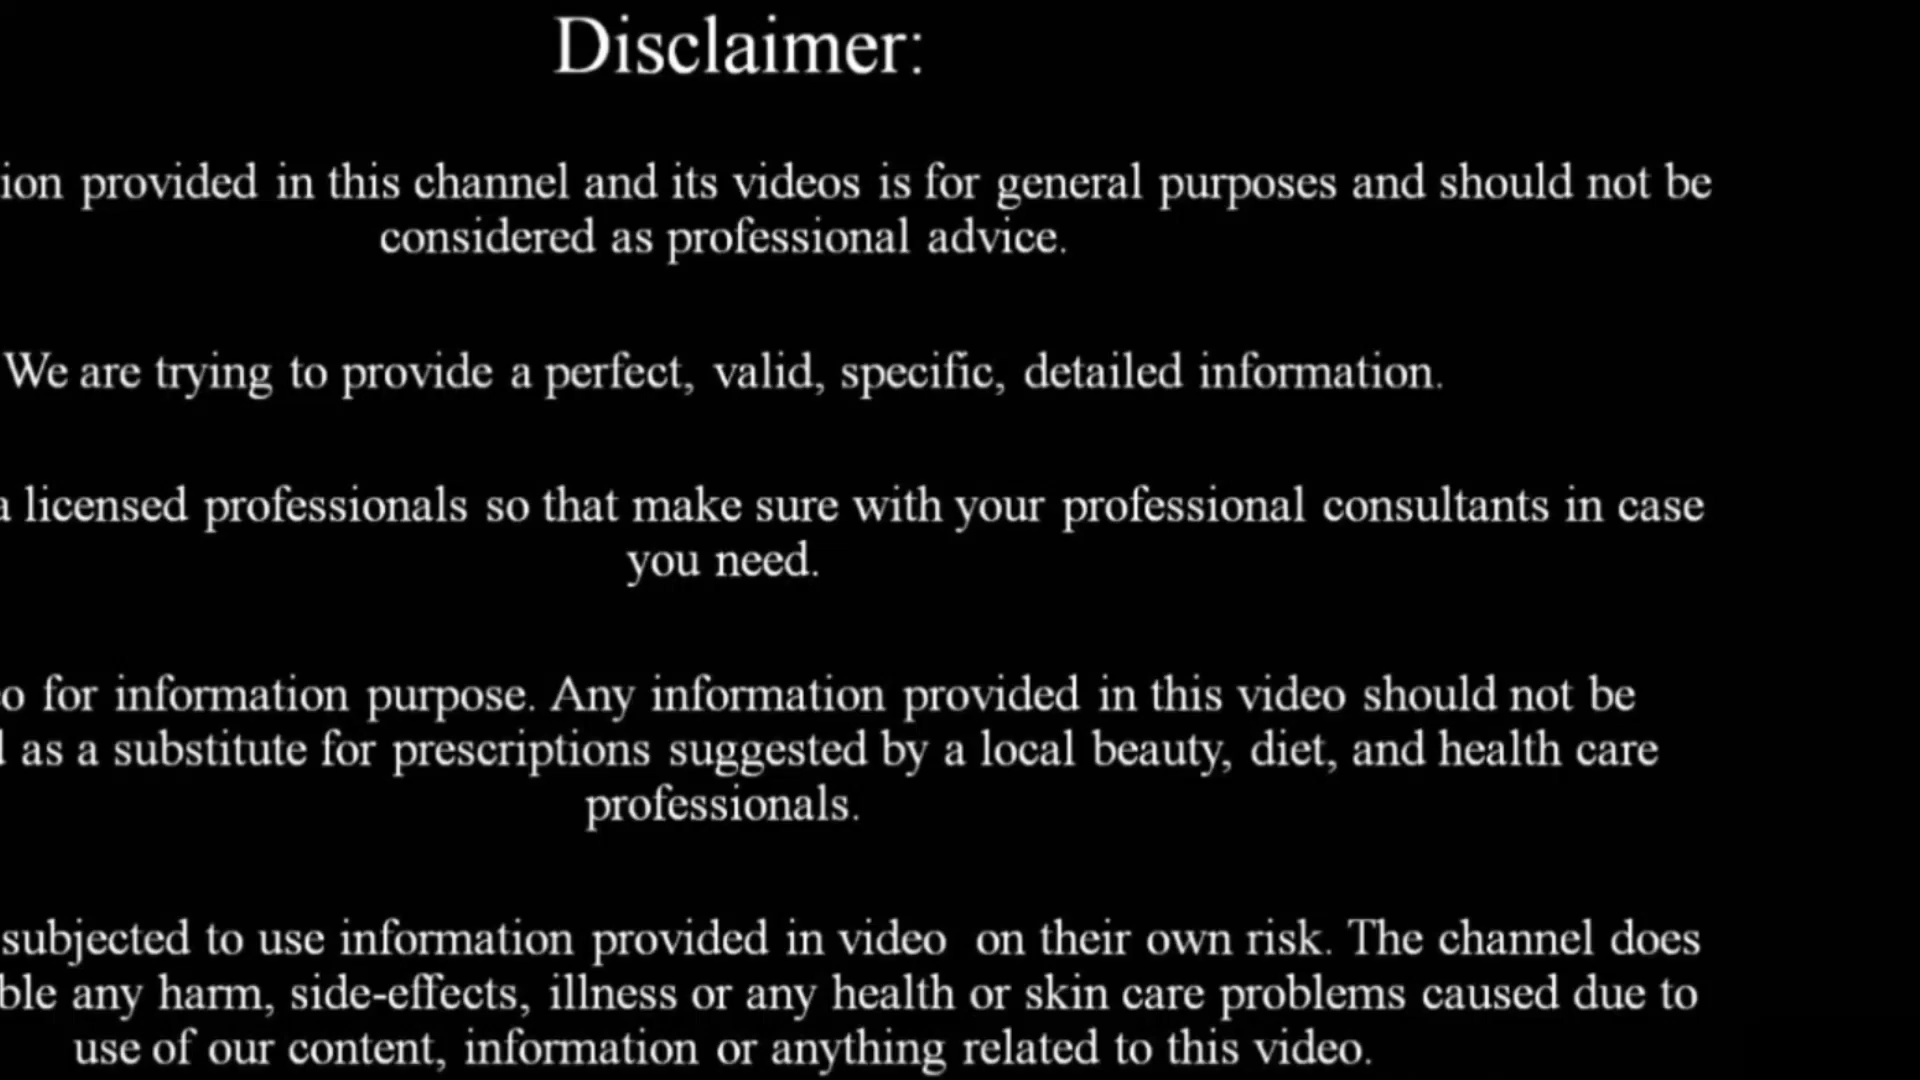 Disclaimer:
ion provided in this channel and its videos is for general purposes and should not be
considered as professional advice.
We are trying to provide a perfect, valid, specific, detailed information.
a licensed professionals so that make sure with your professional consultants in case
you need.
o for information purpose. Any information provided in this video should not be
as a substitute for prescriptions suggested by a local beauty, diet, and health care
professionals.
subjected to use information provided in video on their own risk. The channel does
ble any harm, side-effects, illness or any health or skin care problems caused due to
use of our content, information or anything related to this video.